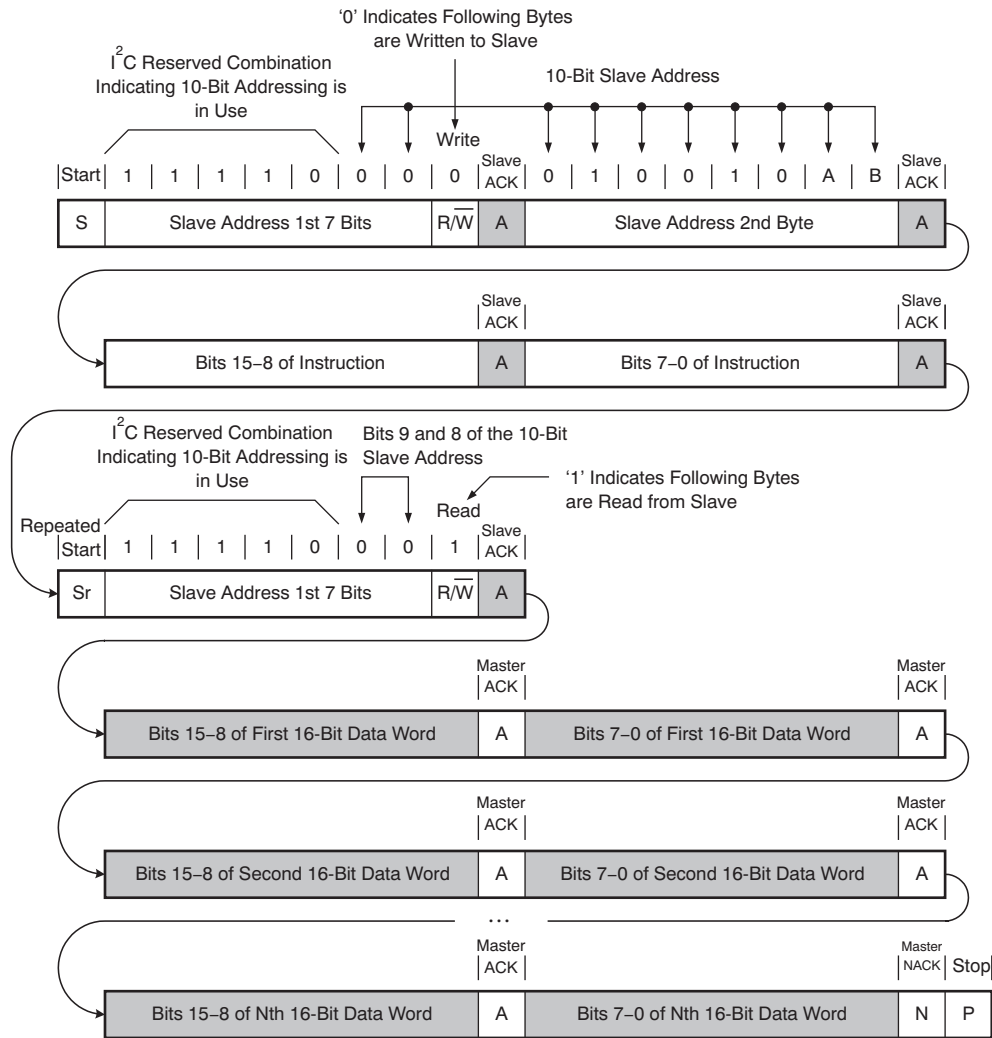 '0' Indicates Following Bytes
are Written to Slave
I2C Reserved Combination
Indicating 10-Bit Addressing is
in Use
10-Bit Slave Address
Write
Start 1 1 1 1 0 0 0 0 Slave ACK 0 1 0 0 1 0 A B Slave ACK
S Slave Address 1st 7 Bits R/W A Slave Address 2nd Byte A
Slave ACK Slave ACK
Bits 15–8 of Instruction A Bits 7–0 of Instruction A
I2C Reserved Combination
Indicating 10-Bit Addressing is
in Use
Bits 9 and 8 of the 10-Bit
Slave Address
'1' Indicates Following Bytes
are Read from Slave
Read
Repeated
Start 1 1 1 1 0 0 0 1 Slave ACK
Sr Slave Address 1st 7 Bits R/W A
Master ACK Master ACK
Bits 15–8 of First 16-Bit Data Word A Bits 7–0 of First 16-Bit Data Word A
Master ACK Master ACK
Bits 15–8 of Second 16-Bit Data Word A Bits 7–0 of Second 16-Bit Data Word A
...
Master ACK Master NACK Stop
Bits 15–8 of Nth 16-Bit Data Word A Bits 7–0 of Nth 16-Bit Data Word N P